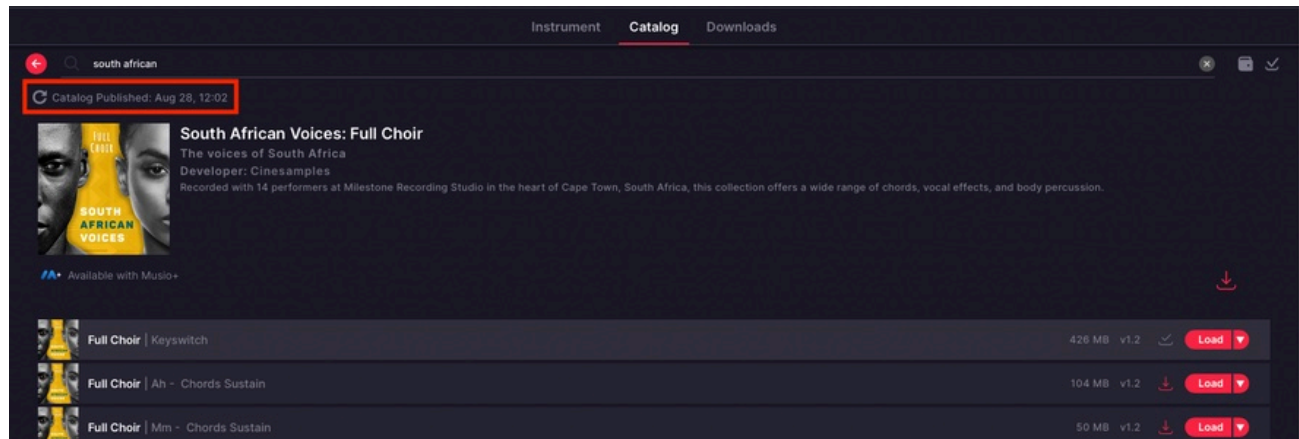 Instrument Catalog Downloads
south african
Catalog Published: Aug 28, 12:02
FULL
CHOIR
SOUTH
AFRICAN
VOICES
South African Voices: Full Choir
The voices of South Africa
Developer: Cinesamples
Recorded with 14 performers at Milestone Recording Studio in the heart of Cape Town, South Africa, this collection offers a wide range of chords, vocal effects, and body percussion.
Available with Musio+
Full Choir | Keyswitch 426 MB v1.2 Load
Full Choir | Ah - Chords Sustain 104 MB v1.2 Load
Full Choir | Mm - Chords Sustain 50 MB v1.2 Load